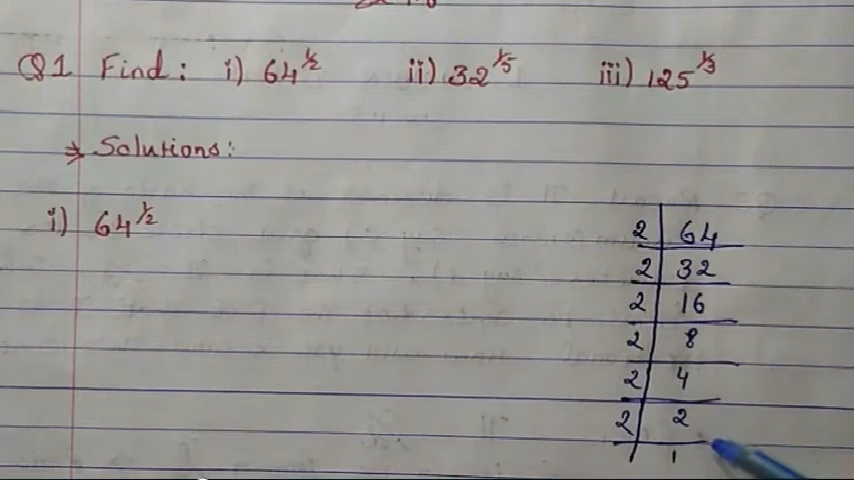 Q1 Find: i) 64^1/2 ii) 32^1/5 iii) 125^1/3
⇒ Solutions:
i) 64^1/2
2 | 64
2 | 32
2 | 16
2 | 8
2 | 4
2 | 2
1